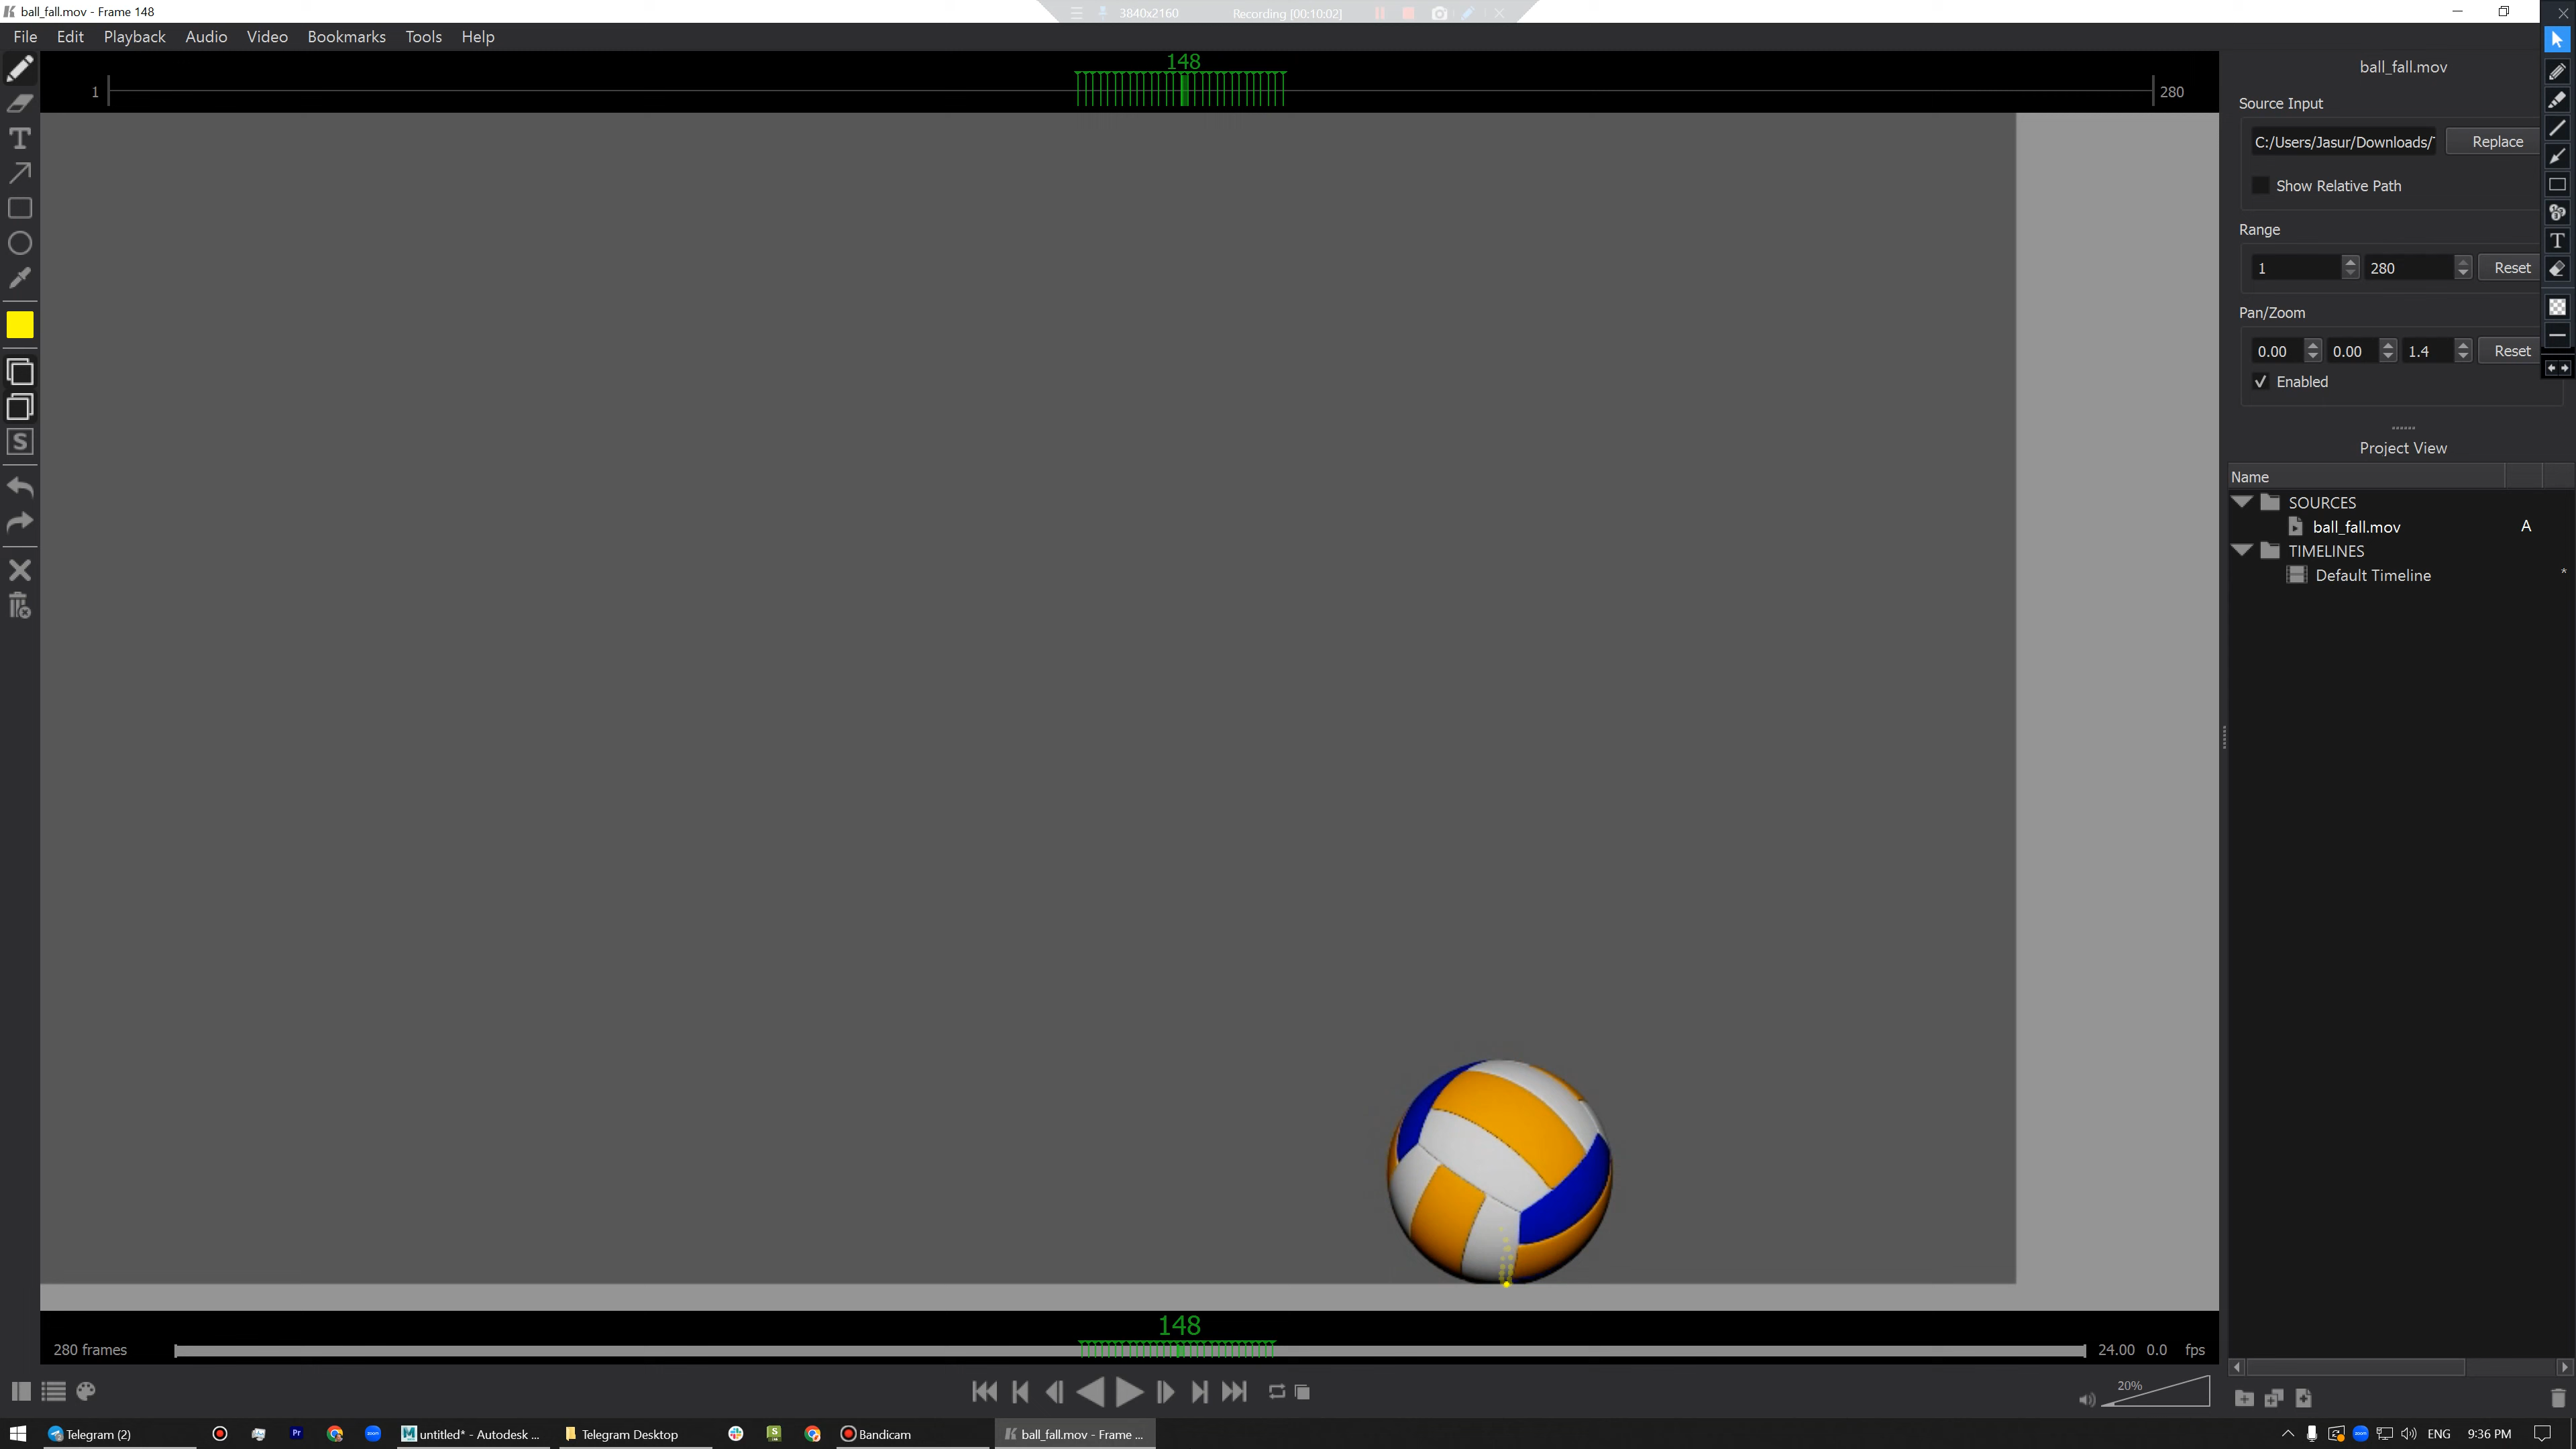 ball_fall.mov - Frame 148
3840x2160
Recording [00:10:02]
File Edit Playback Audio Video Bookmarks Tools Help
148
1
280
ball_fall.mov
Source Input
C:/Users/Jasur/Downloads/
Replace
Show Relative Path
Range
1
280
Reset
Pan/Zoom
0.00
0.00
1.4
Reset
Enabled
Project View
Name
SOURCES
ball_fall.mov
A
TIMELINES
Default Timeline
*
148
280 frames
24.00 0.0 fps
20%
Telegram (2)
Pr
zoom
untitled* - Autodesk ...
Telegram Desktop
Bandicam
ball_fall.mov - Frame ...
ENG
9:36 PM